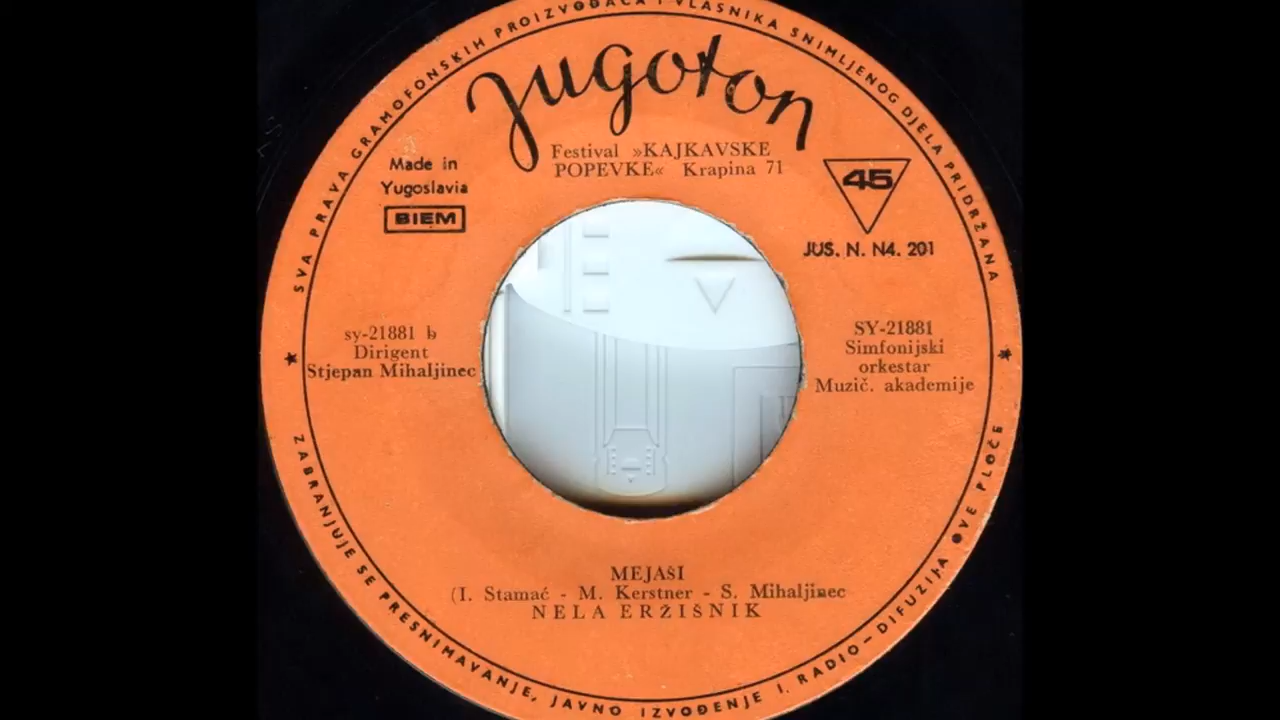 SVA PRAVA GRAMOFONSKIH PROIZVOĐAČA I VLASNIKA SNIMLJENOG DJELA PRIDRŽANA
Jugoton
Festival »KAJKAVSKE
POPEVKE« Krapina 71
Made in
Yugoslavia
BIEM
45
JUS. N. N4. 201
sy-21881 b
Dirigent
Stjepan Mihaljinec
SY-21881
Simfonijski
orkestar
Muzič. akademije
MEJAŠI
(I. Stamać - M. Kerstner - S. Mihaljinec
NELA ERŽIŠNIK
ZABRANJUJE SE PRESNIMAVANJE, JAVNO IZVOĐENJE I RADIO-DIFUZIJA OVE PLOČE